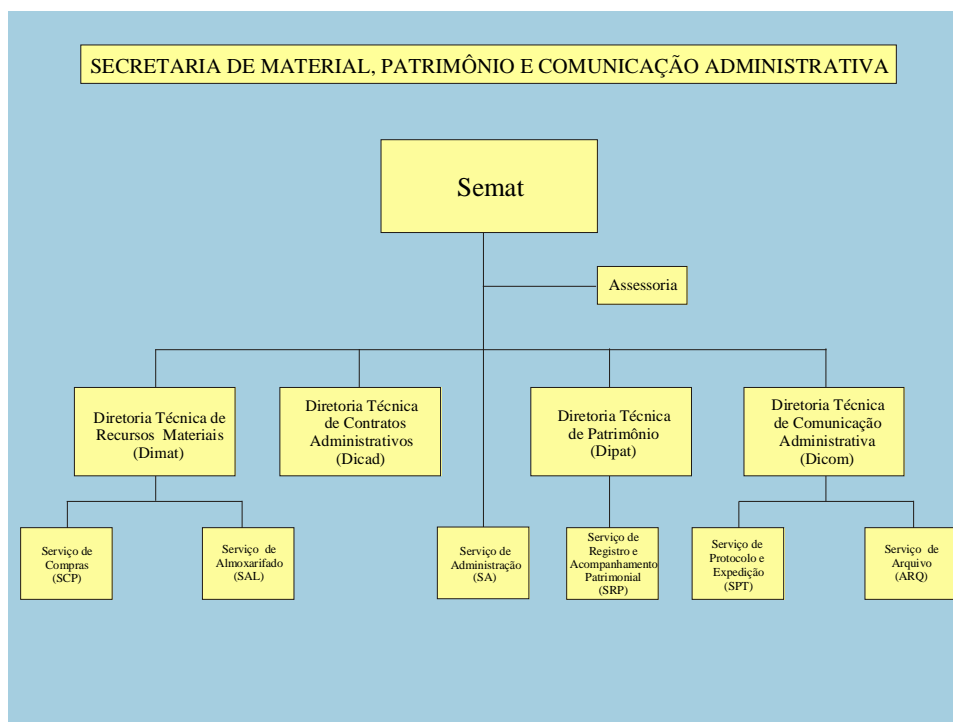 SECRETARIA DE MATERIAL, PATRIMÔNIO E COMUNICAÇÃO ADMINISTRATIVA
Semat
Assessoria
Diretoria Técnica de
Recursos Materiais
(Dimat)
Diretoria Técnica
de Contratos
Administrativos
(Dicad)
Diretoria Técnica
de Patrimônio
(Dipat)
Diretoria Técnica
de Comunicação
Administrativa
(Dicom)
Serviço de
Compras
(SCP)
Serviço de
Almoxarifado
(SAL)
Serviço de
Administração
(SA)
Serviço de
Registro e
Acompanhamento
Patrimonial
(SRP)
Serviço de
Protocolo e
Expedição
(SPT)
Serviço de
Arquivo
(ARQ)